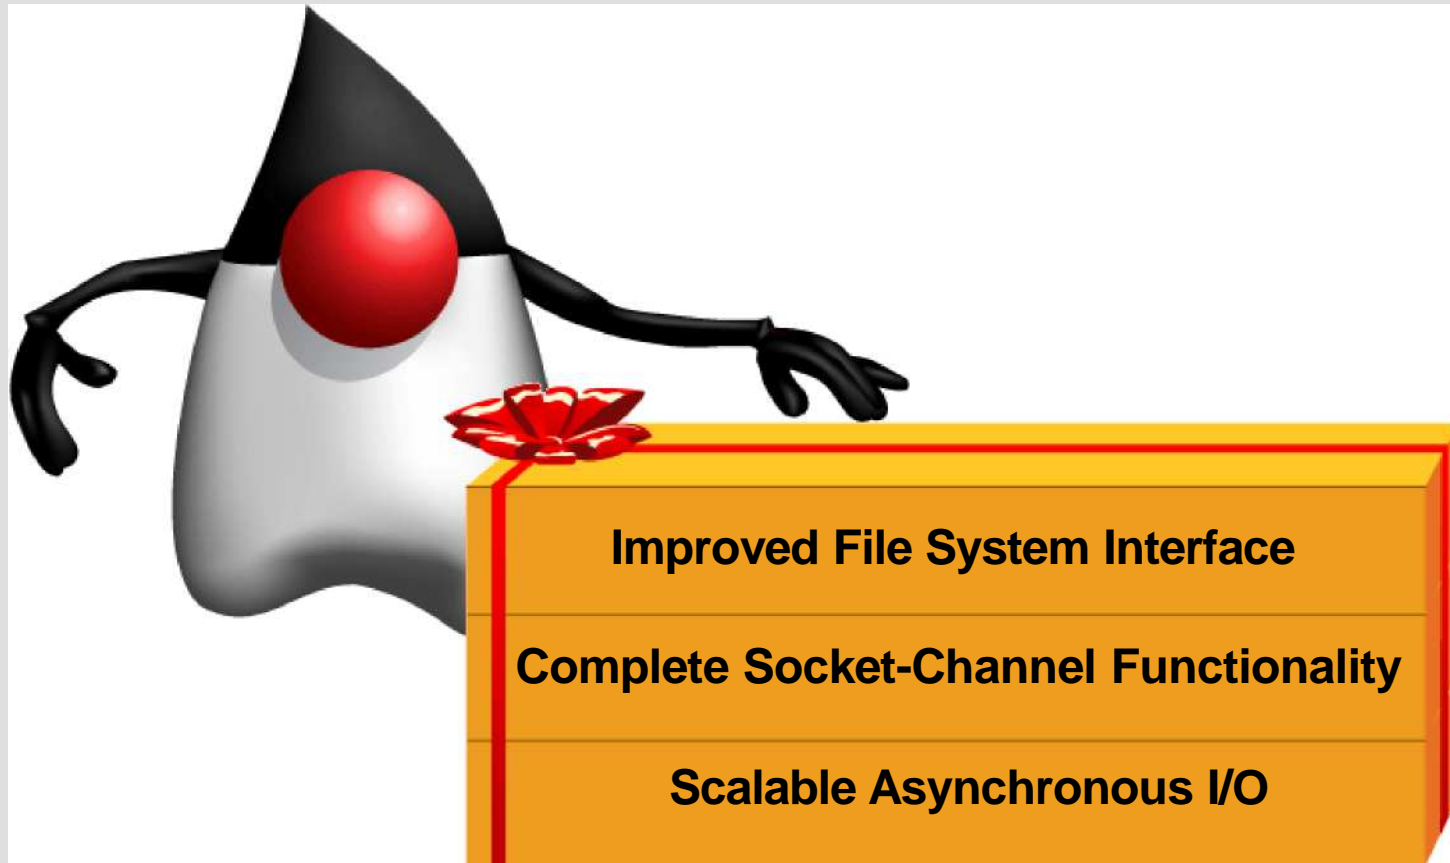 Improved File System Interface
Complete Socket-Channel Functionality
Scalable Asynchronous I/O